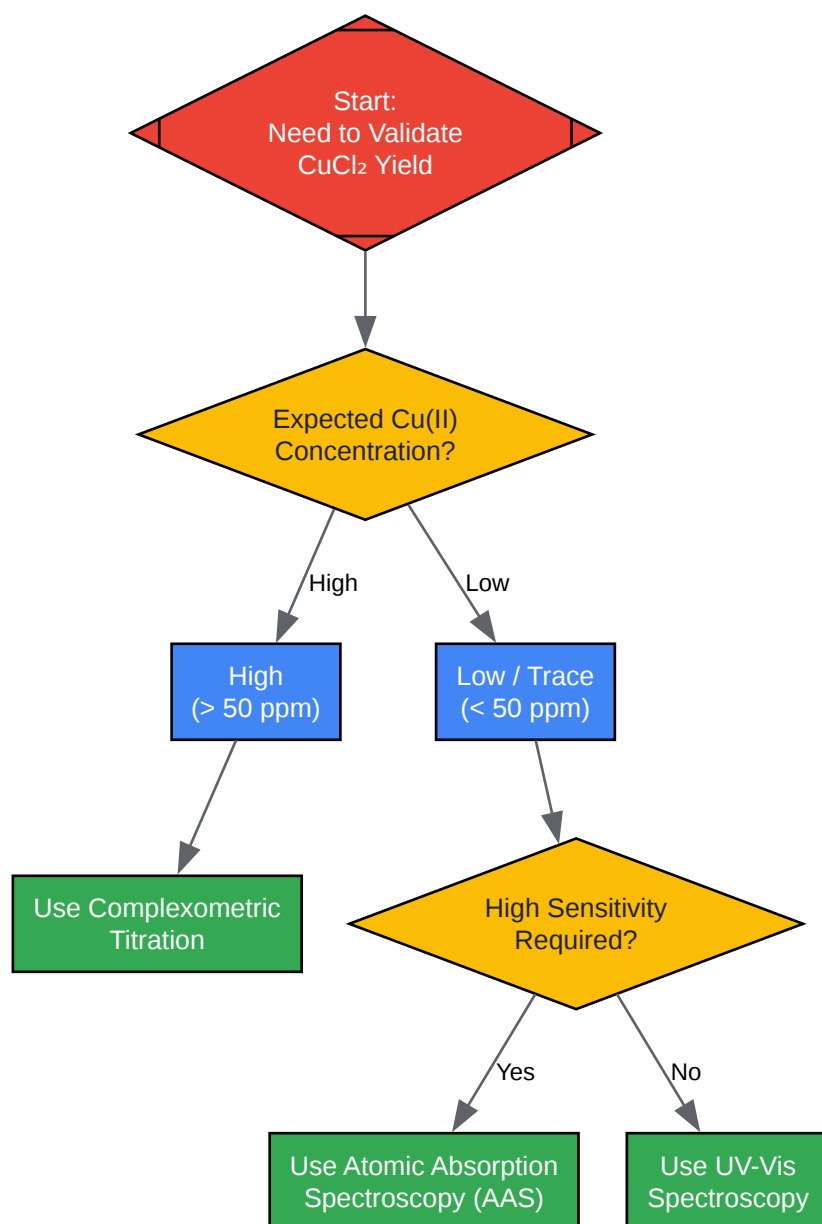 Start:
Need to Validate
CuCl₂ Yield
Expected Cu(II)
Concentration?
High
Low
High
(> 50 ppm)
Low / Trace
(< 50 ppm)
Use Complexometric
Titration
High Sensitivity
Required?
Yes
No
Use Atomic Absorption
Spectroscopy (AAS)
Use UV-Vis
Spectroscopy